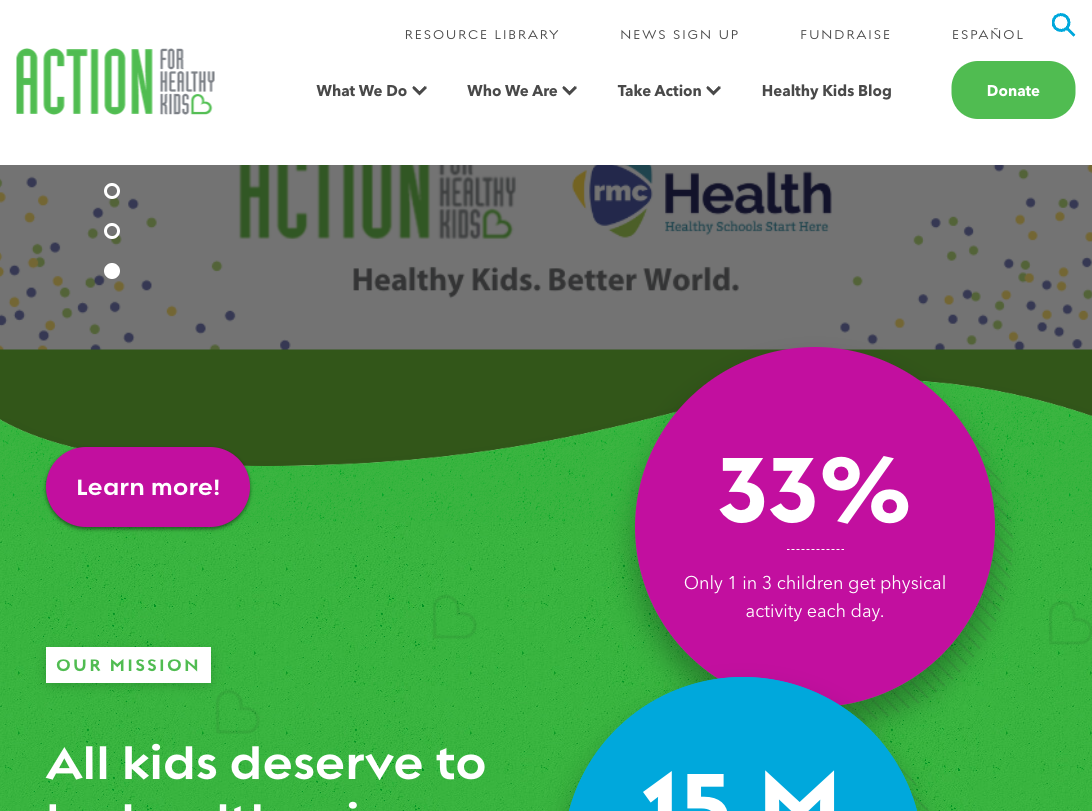 RESOURCE LIBRARY
NEWS SIGN UP
FUNDRAISE
ESPAÑOL
ACTION FOR HEALTHY KIDS
What We Do
Who We Are
Take Action
Healthy Kids Blog
Donate
ACTION FOR HEALTHY KIDS
rmc Health
Healthy Schools Start Here
Healthy Kids. Better World.
Learn more!
33%
Only 1 in 3 children get physical
activity each day.
OUR MISSION
All kids deserve to
15 M